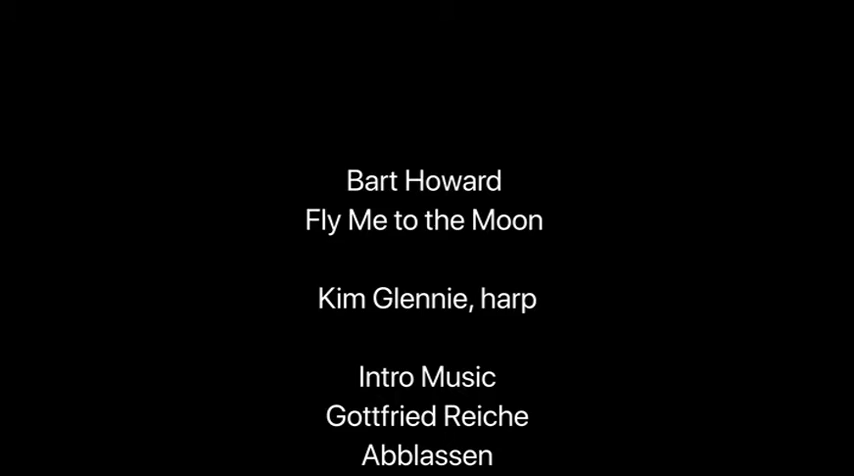 Bart Howard
Fly Me to the Moon
Kim Glennie, harp
Intro Music
Gottfried Reiche
Abblassen